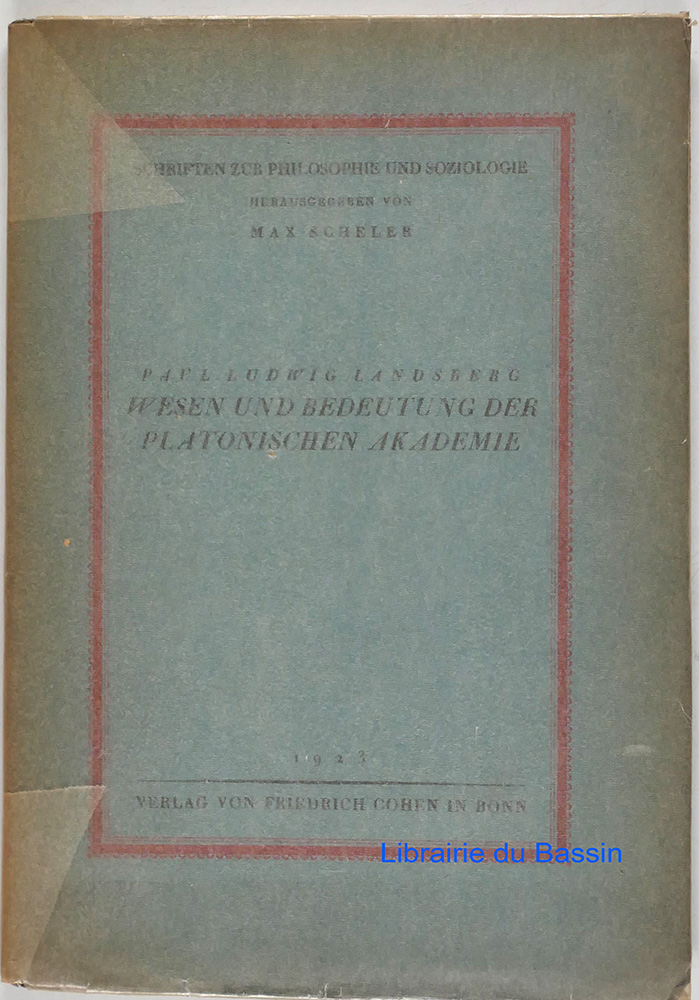 SCHRIFTEN ZUR PHILOSOPHIE UND SOZIOLOGIE
HERAUSGEGEBEN VON
MAX SCHELER
PAUL LUDWIG LANDSBERG
WESEN UND BEDEUTUNG DER
PLATONISCHEN AKADEMIE
1923
VERLAG VON FRIEDRICH COHEN IN BONN
Librairie du Bassin